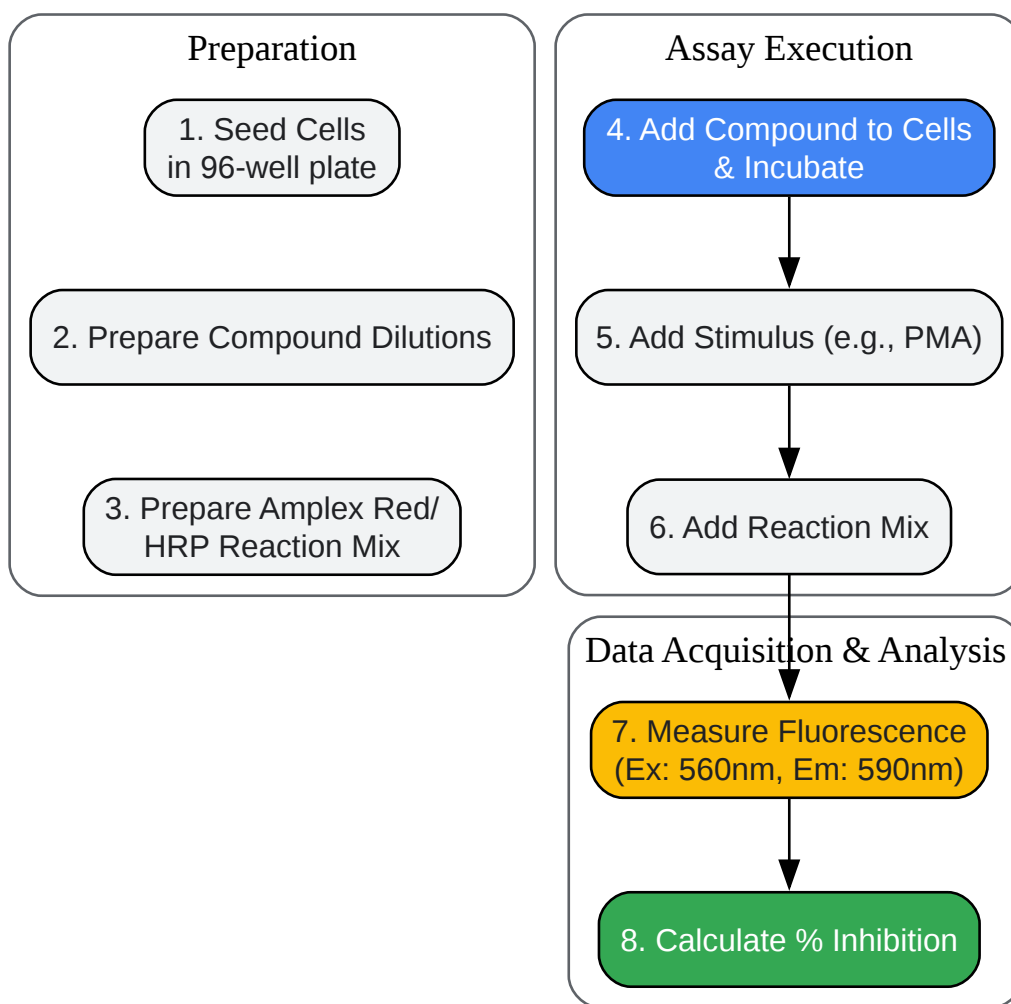 Preparation
1. Seed Cells
in 96-well plate
2. Prepare Compound Dilutions
3. Prepare Amplex Red/
HRP Reaction Mix
Assay Execution
4. Add Compound to Cells
& Incubate
5. Add Stimulus (e.g., PMA)
6. Add Reaction Mix
Data Acquisition & Analysis
7. Measure Fluorescence
(Ex: 560nm, Em: 590nm)
8. Calculate % Inhibition